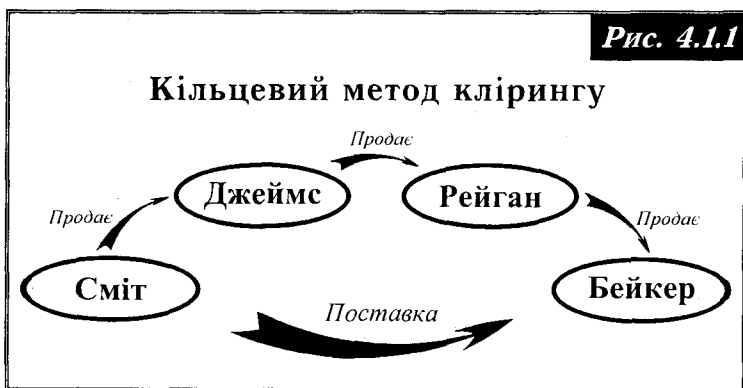 Рис. 4.1.1
Кільцевий метод клірингу
Продає
Джеймс
Рейган
Продає
Продає
Сміт
Бейкер
Поставка